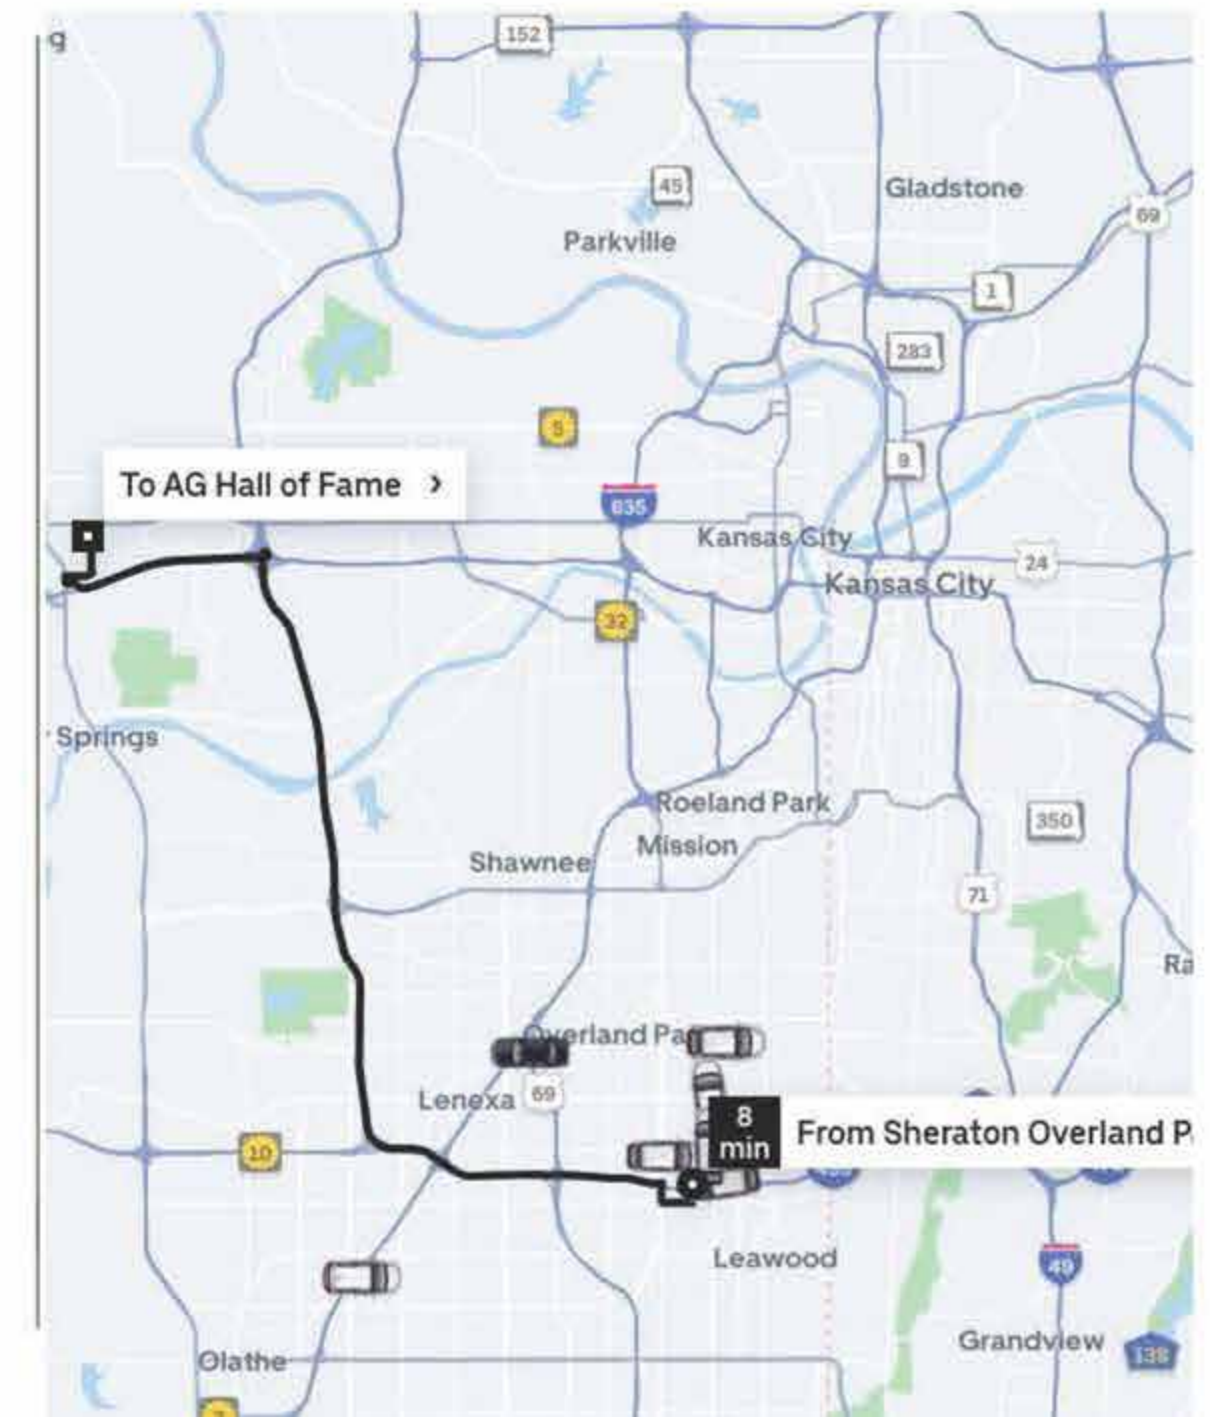 g
152
45
Gladstone
69
Parkville
1
283
5
9
To AG Hall of Fame ›
635
Kansas City
24
Kansas City
32
Springs
Roeland Park
350
Mission
Shawnee
71
Ra
Overland Pa
Lenexa
69
8
min
From Sheraton Overland P
10
Leawood
49
Grandview
138
Olathe
7